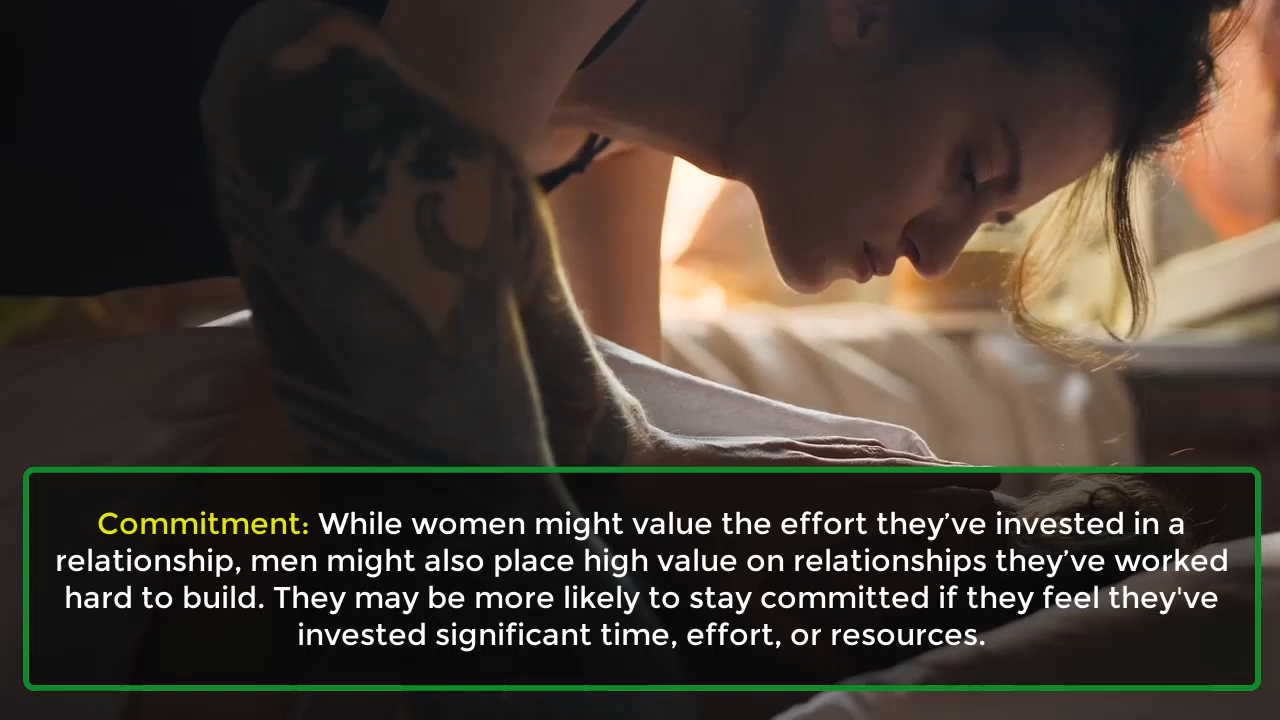 Commitment: While women might value the effort they’ve invested in a
relationship, men might also place high value on relationships they’ve worked
hard to build. They may be more likely to stay committed if they feel they've
invested significant time, effort, or resources.